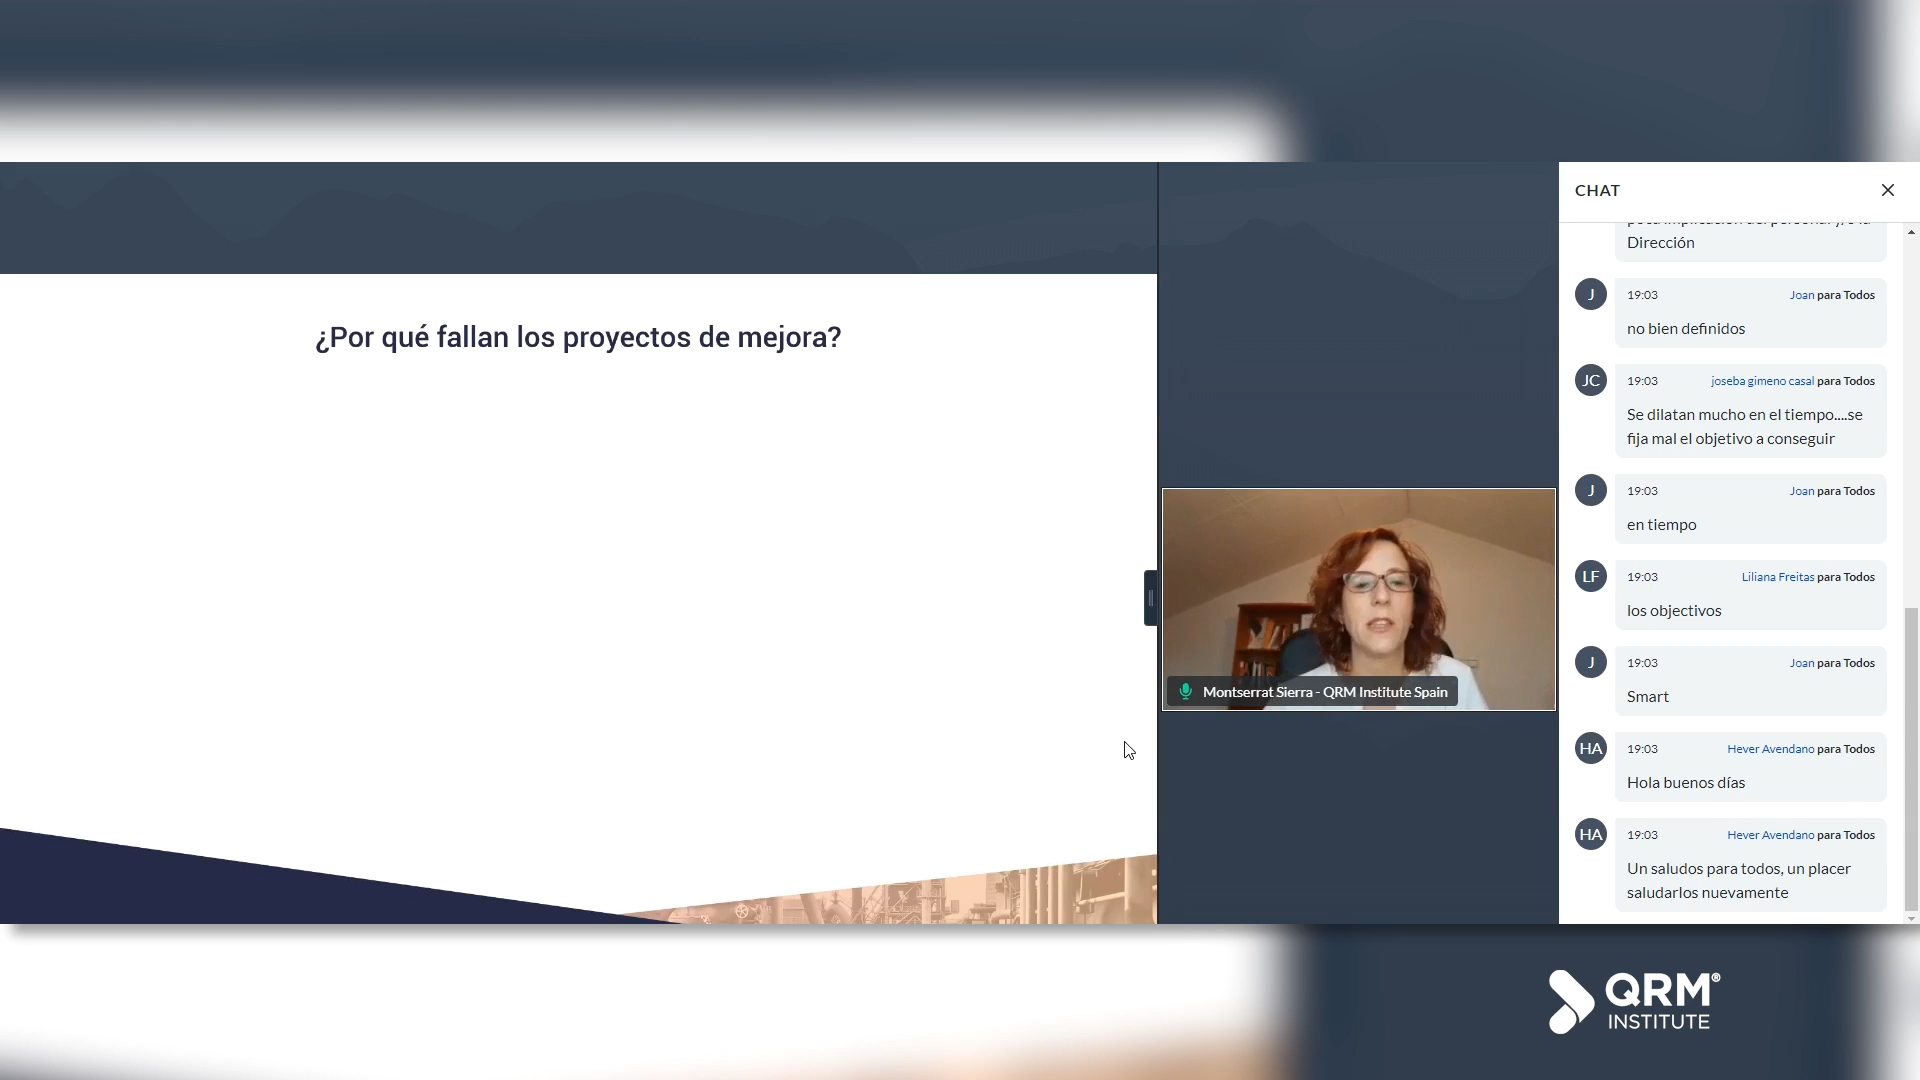 ¿Por qué fallan los proyectos de mejora?
Montserrat Sierra - QRM Institute Spain
CHAT
Dirección
J
19:03 Joan para Todos
no bien definidos
JC
19:03 joseba gimeno casal para Todos
Se dilatan mucho en el tiempo....se
fija mal el objetivo a conseguir
J
19:03 Joan para Todos
en tiempo
LF
19:03 Liliana Freitas para Todos
los objectivos
J
19:03 Joan para Todos
Smart
HA
19:03 Hever Avendano para Todos
Hola buenos días
HA
19:03 Hever Avendano para Todos
Un saludos para todos, un placer
saludarlos nuevamente
QRM®
INSTITUTE